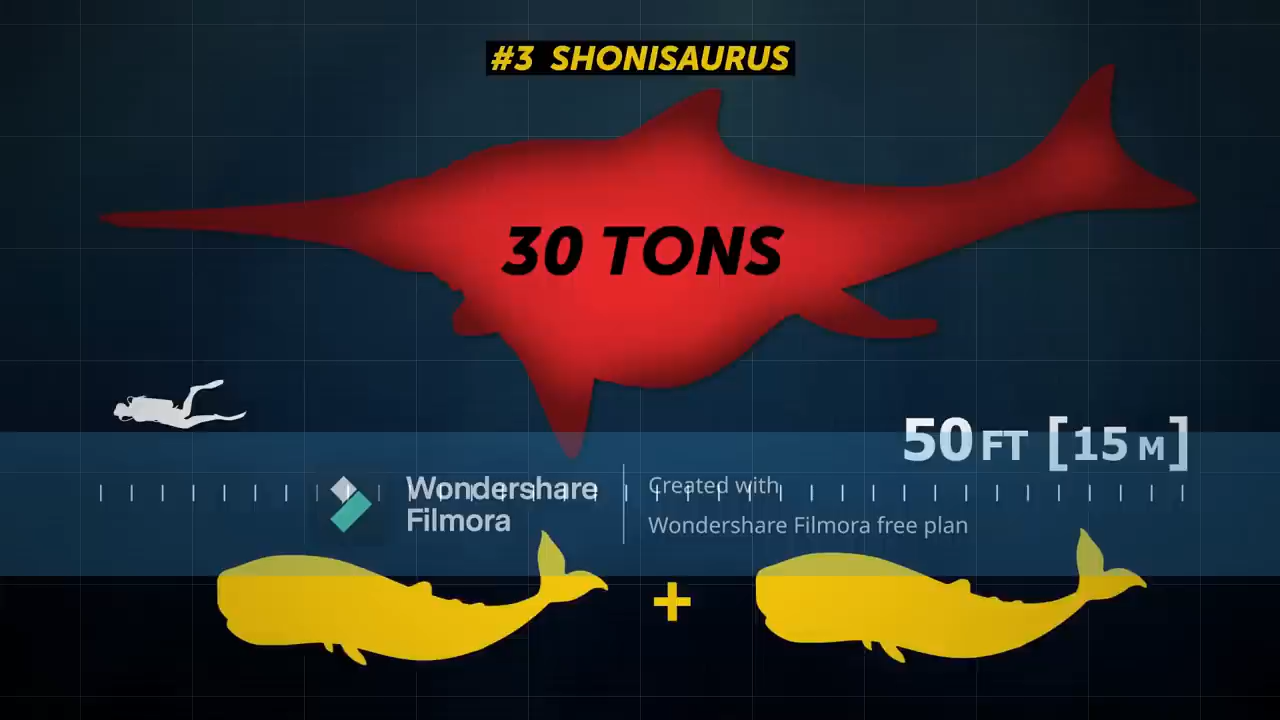 #3 SHONISAURUS
30 TONS
50 FT [15 M]
Wondershare
Filmora
Created with
Wondershare Filmora free plan
+